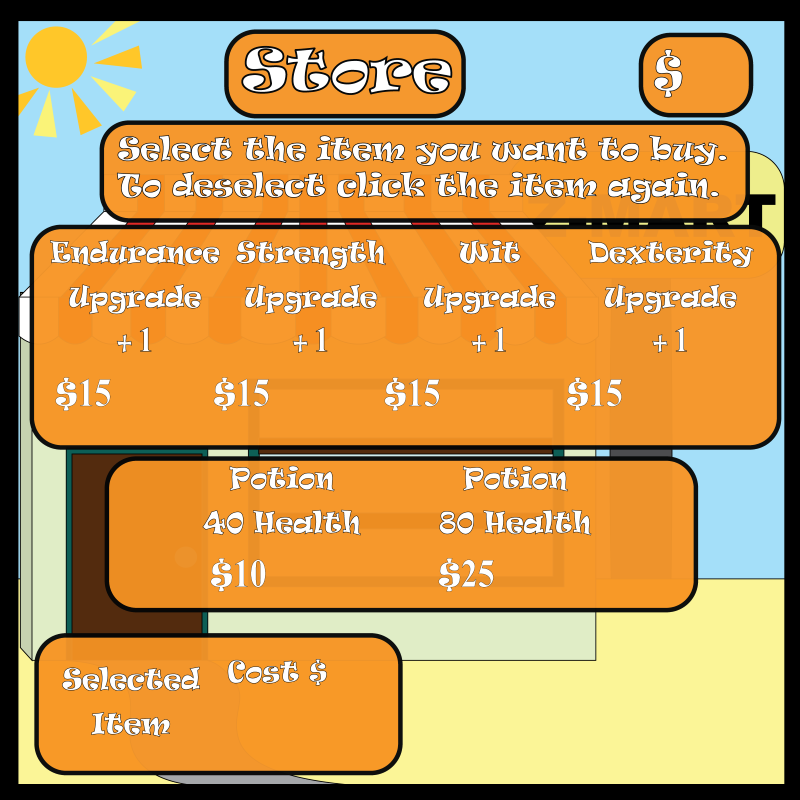 Store
$
Select the item you want to buy.
To deselect click the item again.
Endurance Strength Wit Dexterity
Upgrade Upgrade Upgrade Upgrade
+1 +1 +1 +1
$15 $15 $15 $15
Potion Potion
40 Health 80 Health
$10 $25
Selected Cost $
Item